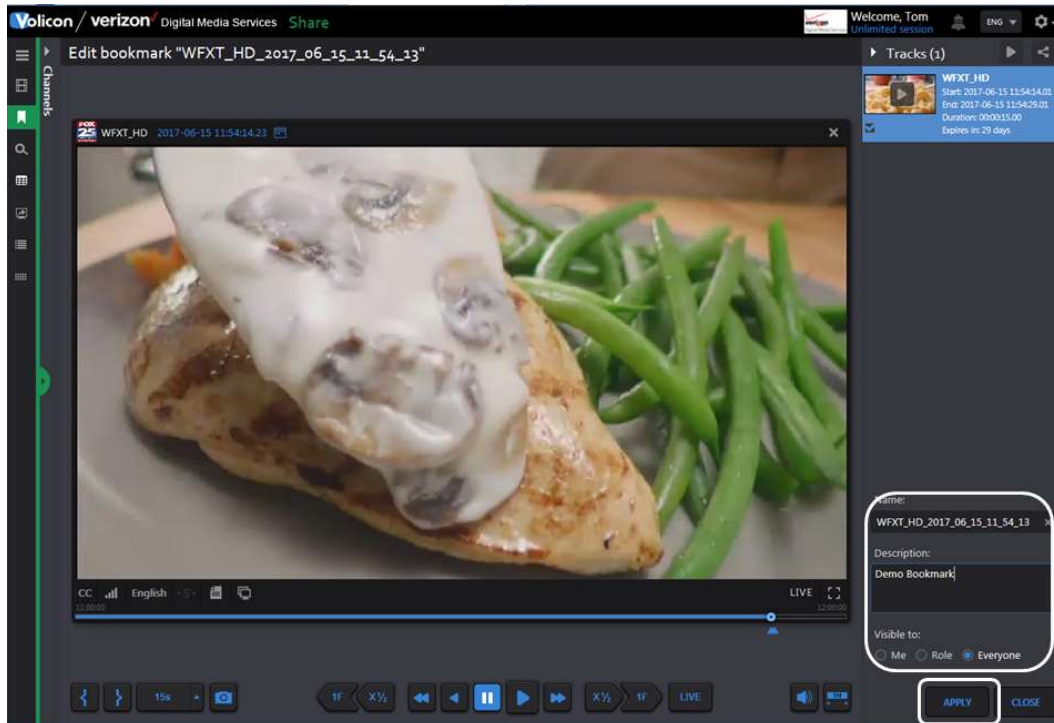 Volicon / verizon✓ Digital Media Services Share
Welcome, Tom
Unlimited session
ENG
Channels
Edit bookmark "WFXT_HD_2017_06_15_11_54_13"
Tracks (1)
WFXT_HD
Start: 2017-06-15 11:54:14.01
End: 2017-06-15 11:54:29.01
Duration: 00:00:15.00
Expires in: 29 days
FOX 25 WFXT_HD 2017-06-15 11:54:14.23
CC English S LIVE
11:00:00 12:00:00
Name:
WFXT_HD_2017_06_15_11_54_13
Description:
Demo Bookmark
Visible to:
Me Role Everyone
15s 1F X½ X½ 1F LIVE
APPLY CLOSE